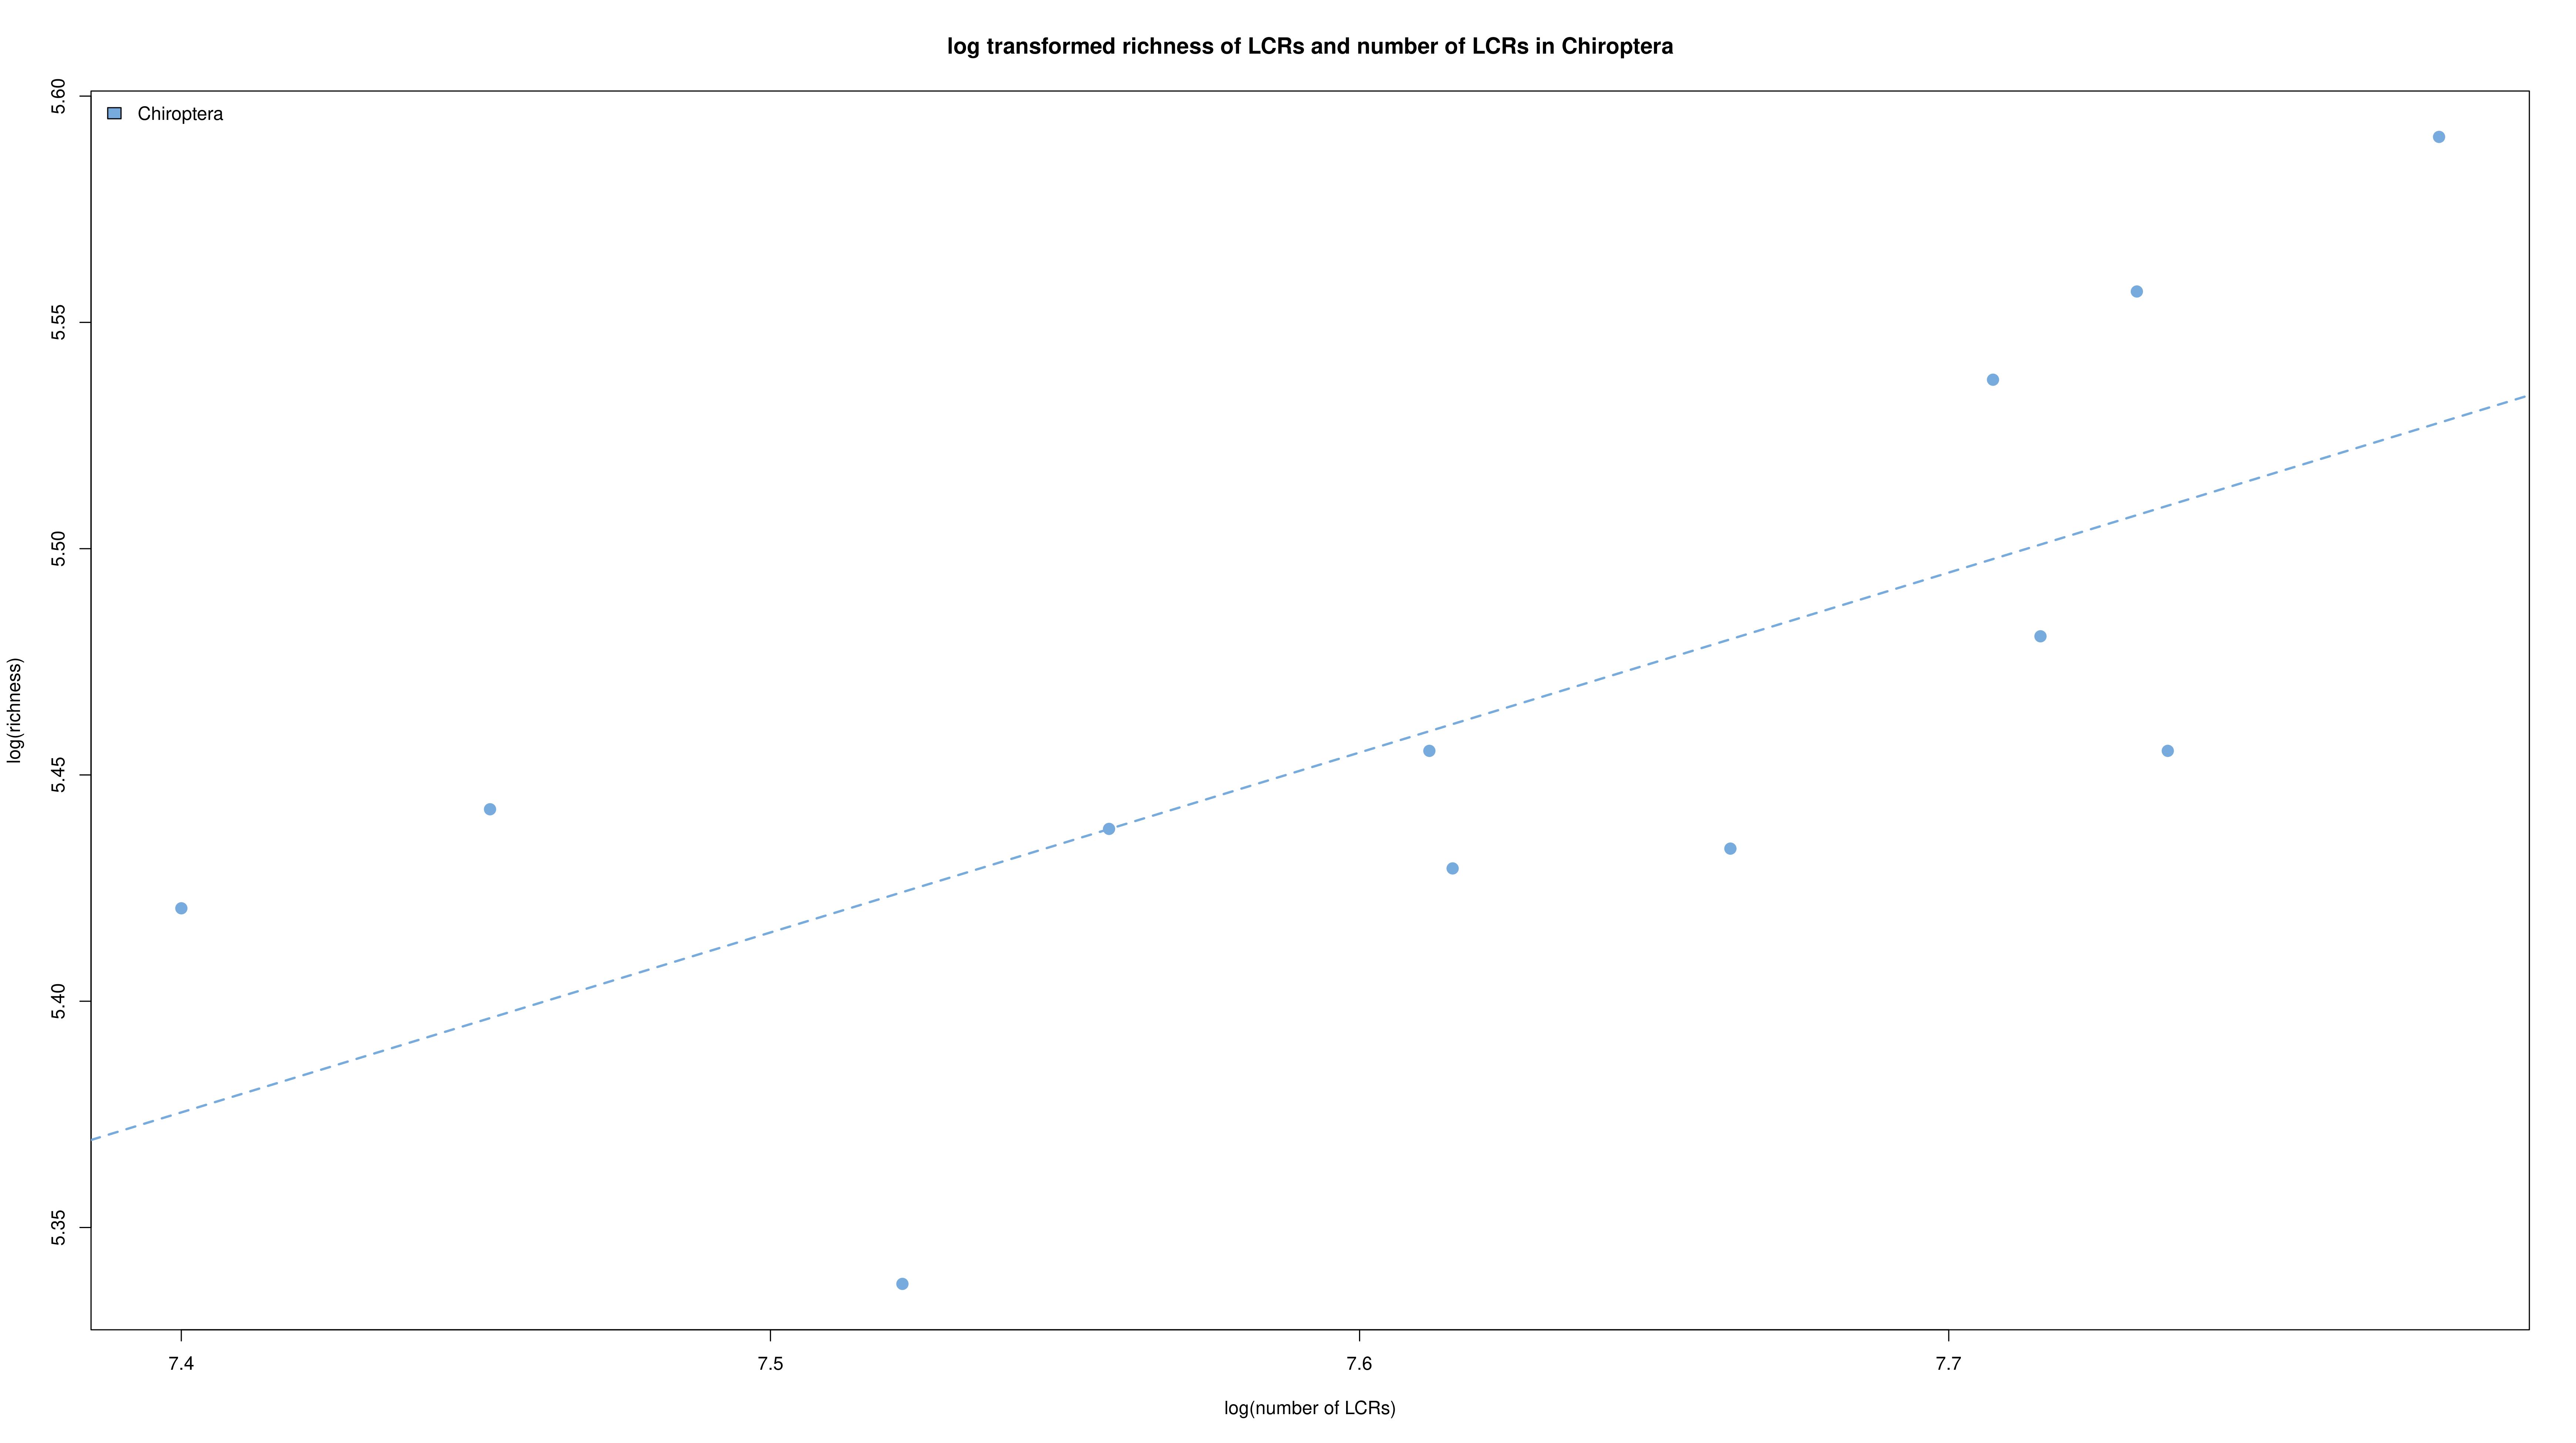 log transformed richness of LCRs and number of LCRs in Chiroptera
Chiroptera
5.60
5.55
5.50
5.45
5.40
5.35
log(richness)
7.4 7.5 7.6 7.7
log(number of LCRs)